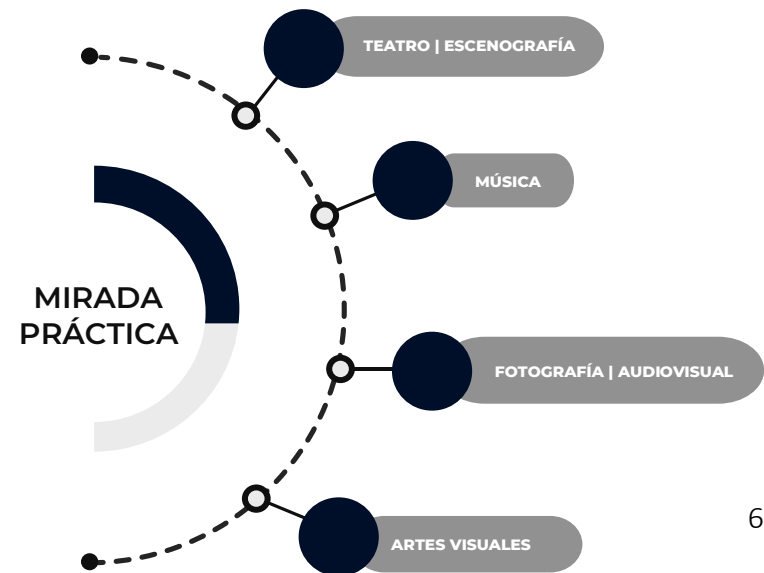 TEATRO | ESCENOGRAFÍA
MÚSICA
MIRADA
PRÁCTICA
FOTOGRAFÍA | AUDIOVISUAL
ARTES VISUALES
6